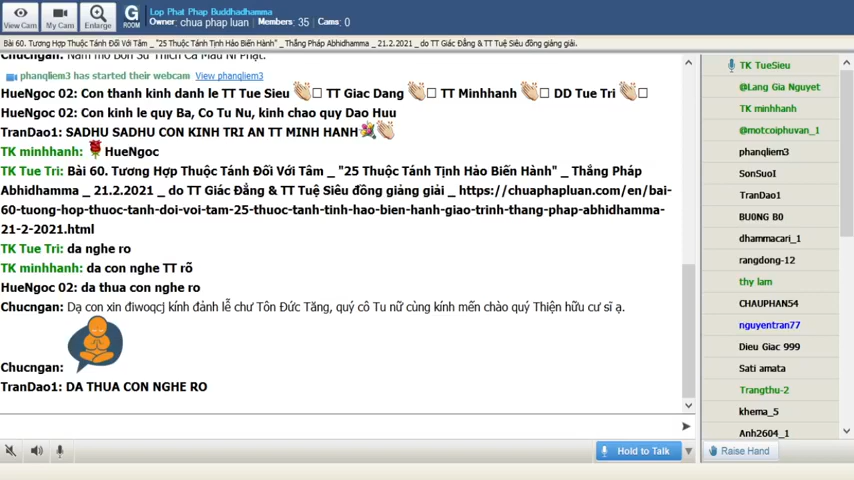 View Cam
My Cam
Enlarge
G
ROOM
Lop Phat Phap Buddhadhamma
Owner: chua phap luan Members: 35 Cams: 0
Bài 60. Tương Hợp Thuộc Tánh Đối Với Tâm _ "25 Thuộc Tánh Tịnh Hảo Biến Hành" _ Thắng Pháp Abhidhamma _ 21.2.2021 _ do TT Giác Đẳng & TT Tuệ Siêu đồng giảng giải.
phanqliem3 has started their webcam View phanqliem3
HueNgoc 02: Con thanh kinh danh le TT Tue Sieu 👏□ TT Giac Dang 👏□ TT Minhhanh 👏□ DD Tue Tri 👏□
HueNgoc 02: Con kinh le quy Ba, Co Tu Nu, kinh chao quy Dao Huu
TranDao1: SADHU SADHU CON KINH TRI AN TT MINH HANH💐👏
TK minhhanh: 🌹HueNgoc
TK Tue Tri: Bài 60. Tương Hợp Thuộc Tánh Đối Với Tâm _ "25 Thuộc Tánh Tịnh Hảo Biến Hành" _ Thắng Pháp
Abhidhamma _ 21.2.2021 _ do TT Giác Đẳng & TT Tuệ Siêu đồng giảng giải _ https://chuaphapluan.com/en/bai-
60-tuong-hop-thuoc-tanh-doi-voi-tam-25-thuoc-tanh-tinh-hao-bien-hanh-giao-trinh-thang-phap-abhidhamma-
21-2-2021.html
TK Tue Tri: da nghe ro
TK minhhanh: da con nghe TT rõ
HueNgoc 02: da thua con nghe ro
Chucngan: Dạ con xin điwoqcj kính đảnh lễ chư Tôn Đức Tăng, quý cô Tu nữ cùng kính mến chào quý Thiện hữu cư sĩ ạ.
Chucngan:
TranDao1: DA THUA CON NGHE RO
Hold to Talk
Raise Hand
TK TueSieu
@Lang Gia Nguyet
TK minhhanh
@motcoiphuvan_1
phanqliem3
SonSuoI
TranDao1
BU0NG B0
dhammacari_1
rangdong-12
thy lam
CHAUPHAN54
nguyentran77
Dieu Giac 999
Sati amata
Trangthu-2
khema_5
Anh2604_1